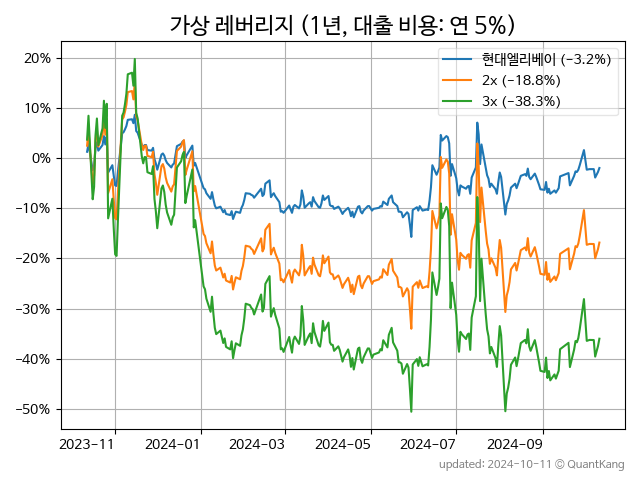 가상 레버리지 (1년, 대출 비용: 연 5%)
현대엘리베이 (−3.2%)
2x (−18.8%)
3x (−38.3%)
20%
10%
0%
−10%
−20%
−30%
−40%
−50%
2023-11
2024-01
2024-03
2024-05
2024-07
2024-09
updated: 2024-10-11 © QuantKang